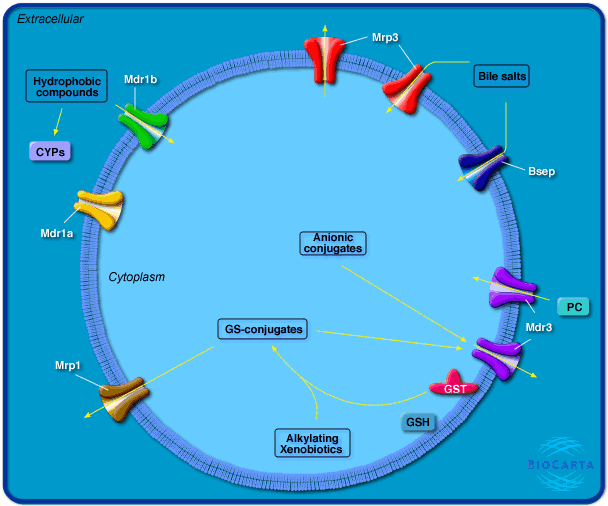 Extracellular
Mrp3
Hydrophobic
compounds
Mdr1b
Bile salts
CYPs
Bsep
Mdr1a
Anionic
conjugates
Cytoplasm
PC
GS-conjugates
Mdr3
Mrp1
GST
GSH
Alkylating
Xenobiotics
BIOCARTA